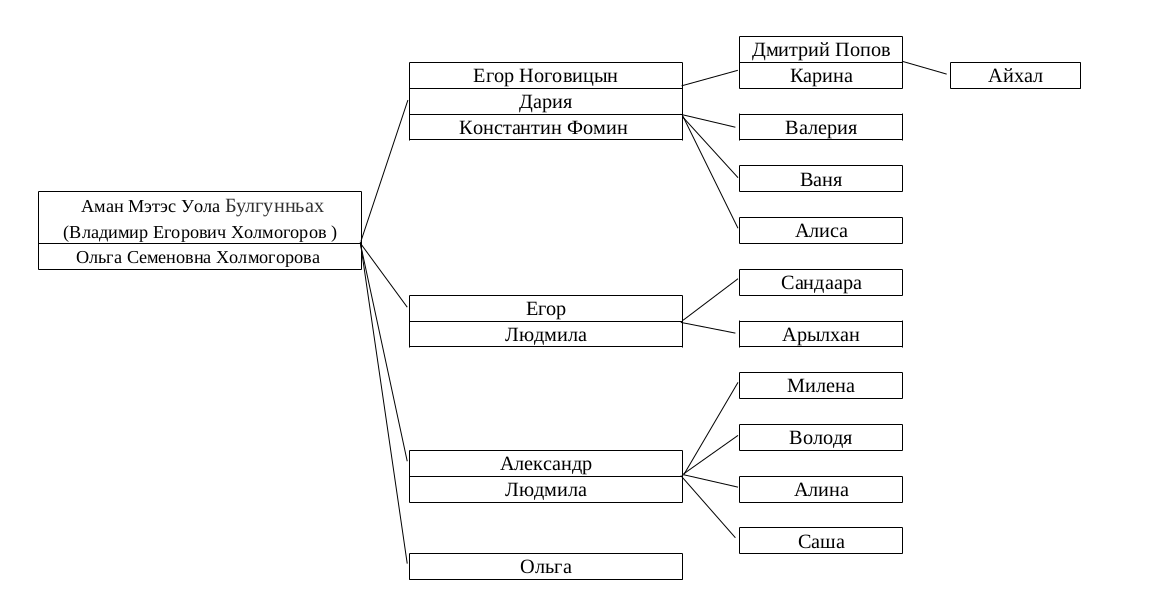 Аман Мэтэс Уола Булгунньах
(Владимир Егорович Холмогоров )
Ольга Семеновна Холмогорова
Егор Ноговицын
Дария
Константин Фомин
Дмитрий Попов
Карина
Айхал
Валерия
Ваня
Алиса
Егор
Людмила
Сандаара
Арылхан
Александр
Людмила
Милена
Володя
Алина
Саша
Ольга